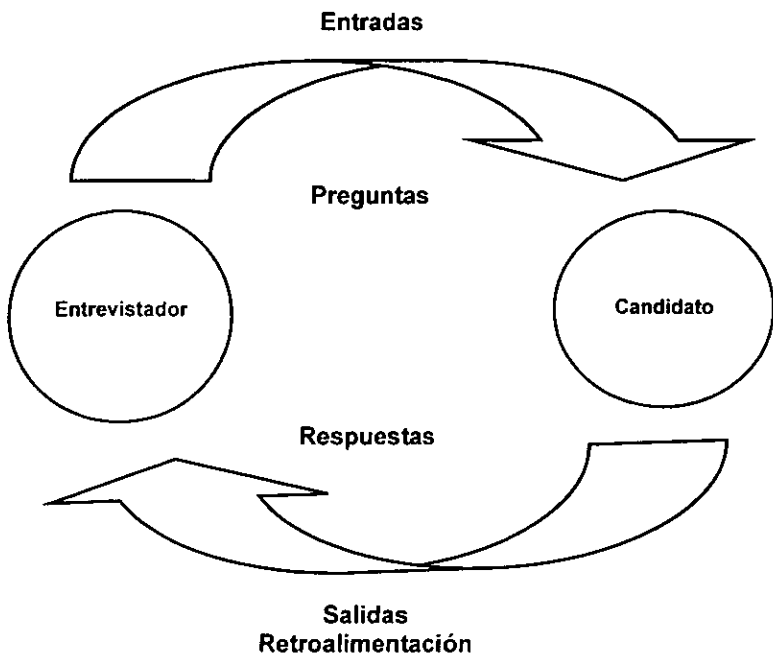 Entradas
Preguntas
Entrevistador
Candidato
Respuestas
Salidas
Retroalimentación